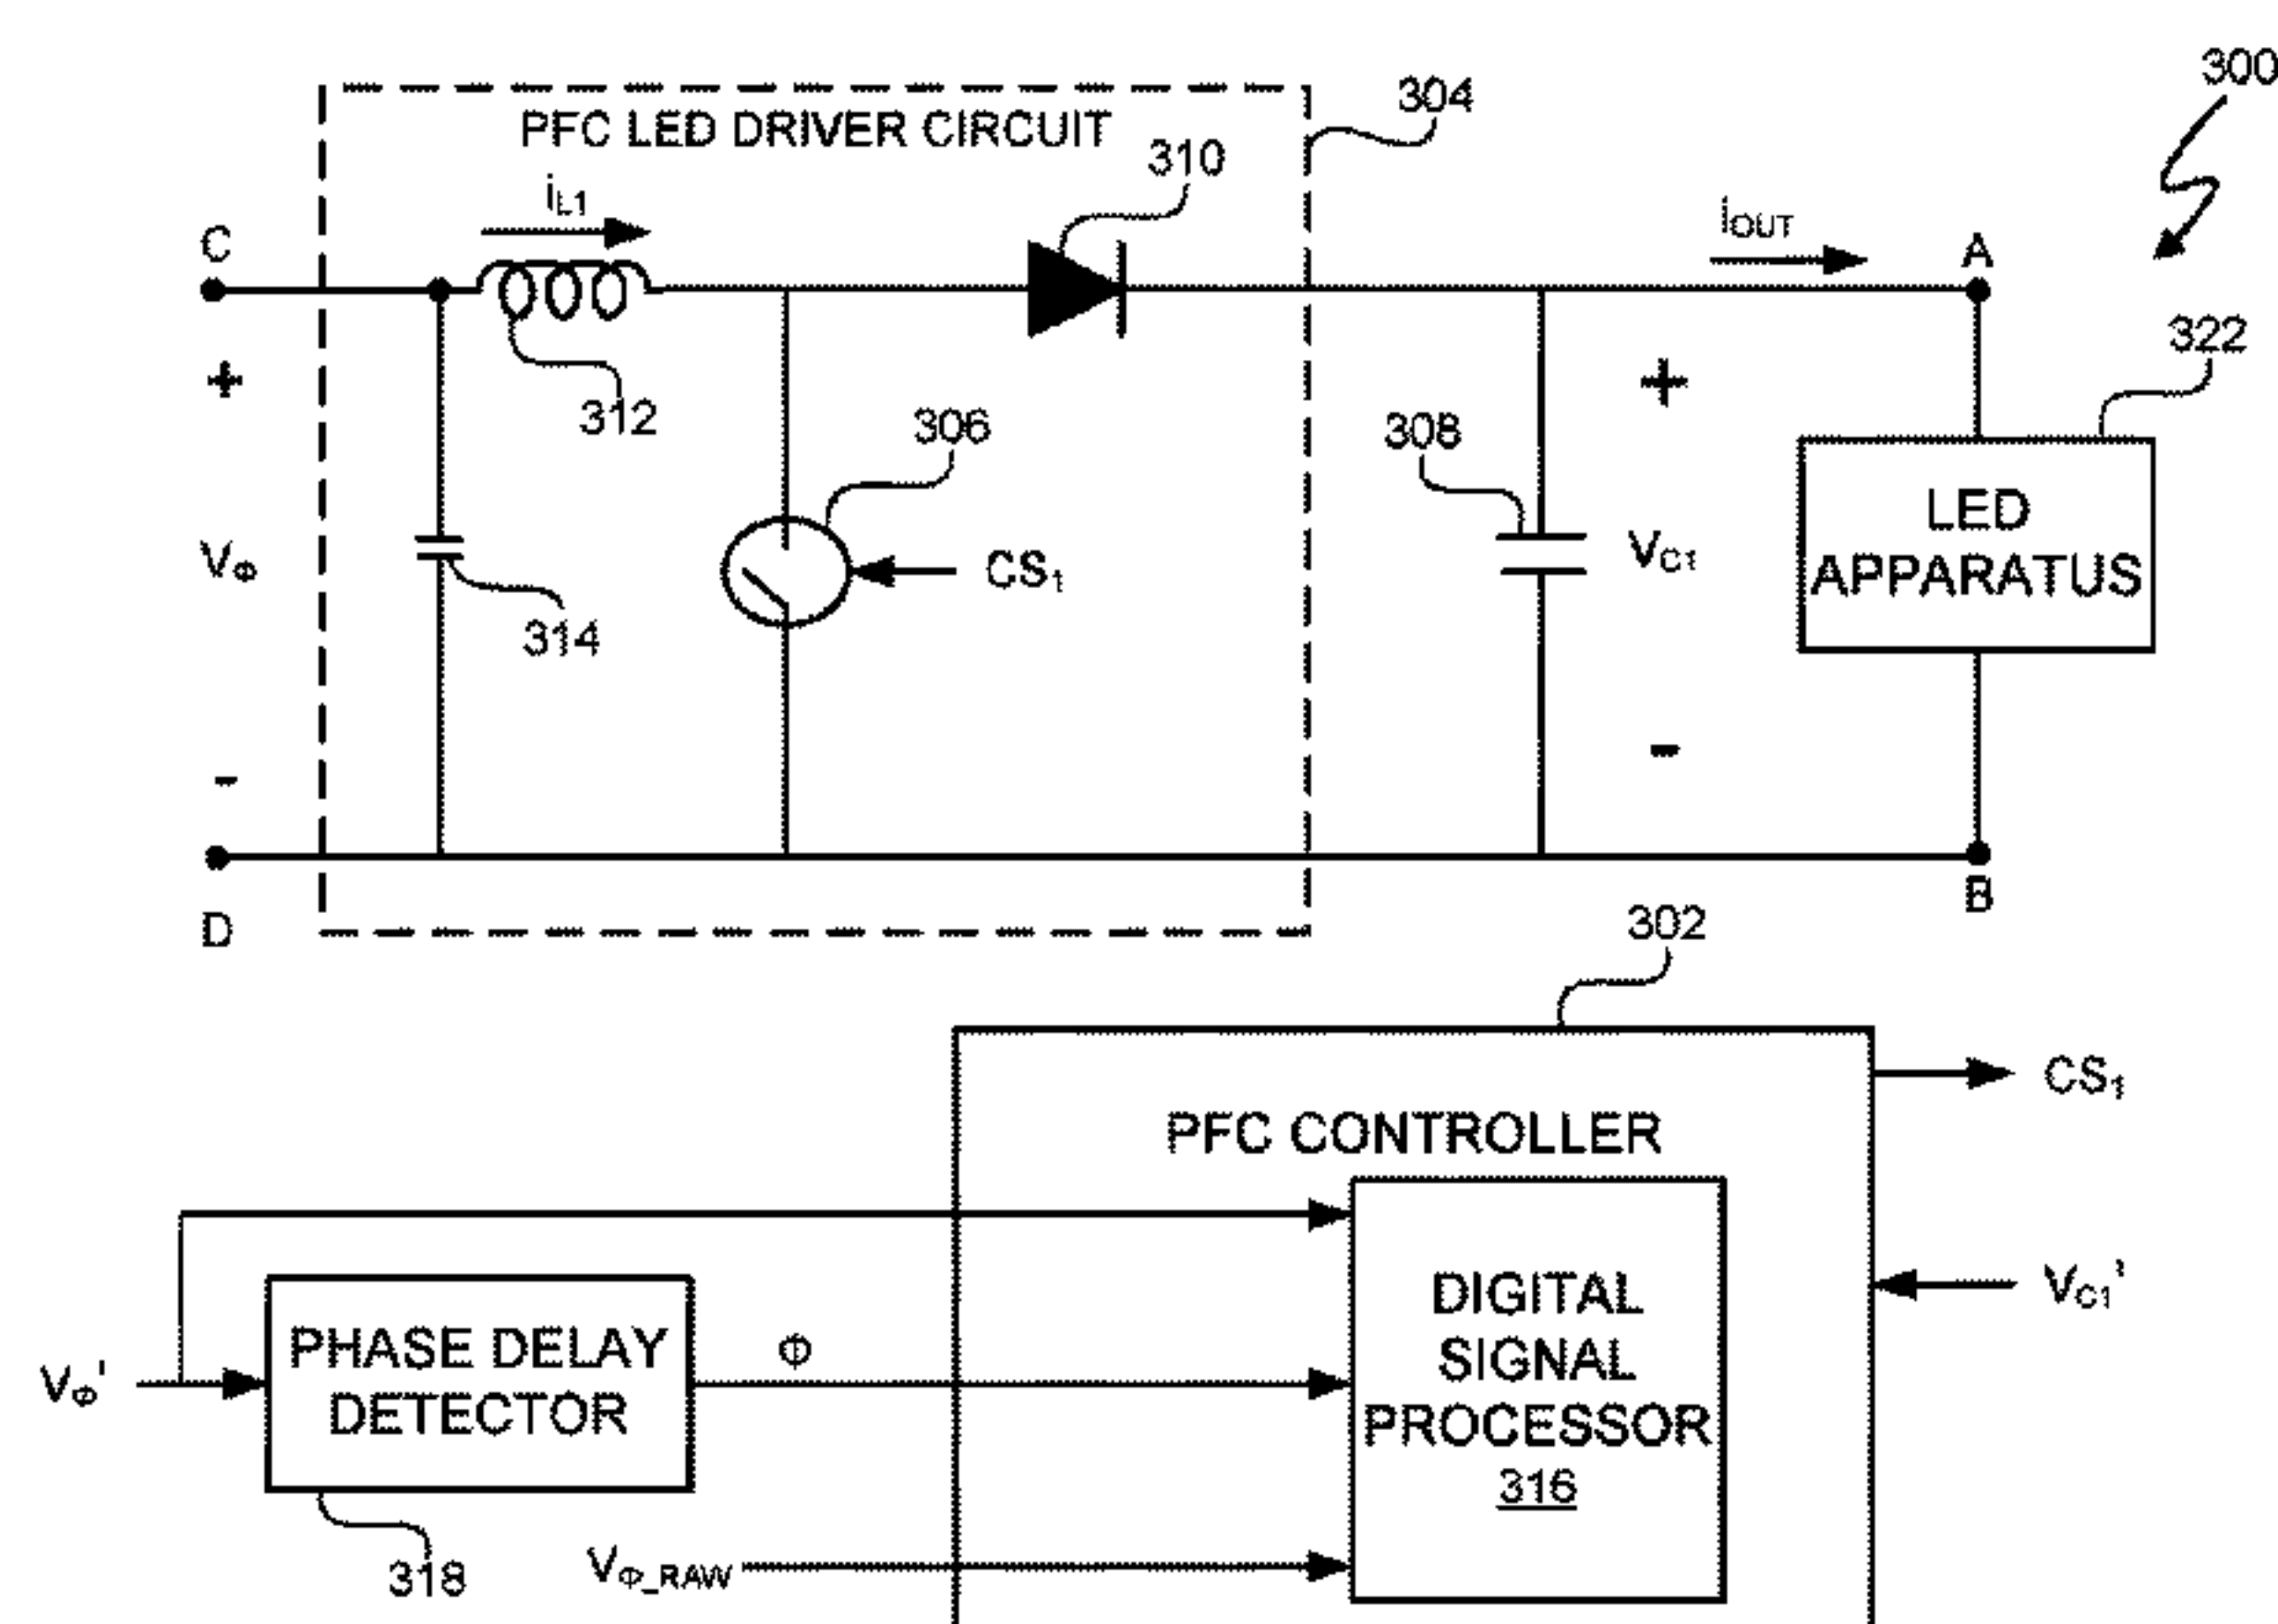 300
304
PFC LED DRIVER CIRCUIT
310
iL1
iOUT
C
A
322
+
312
306
308
+
LED
APPARATUS
VΦ
CS1
VC1
314
-
-
D
B
302
CS1
PFC CONTROLLER
VC1'
DIGITAL
SIGNAL
PROCESSOR
316
PHASE DELAY
DETECTOR
Φ
VΦ'
318
VΦ_RAW